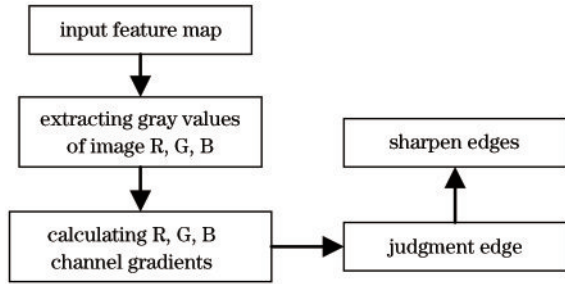 input feature map
extracting gray values
of image R, G, B
calculating R, G, B
channel gradients
judgment edge
sharpen edges